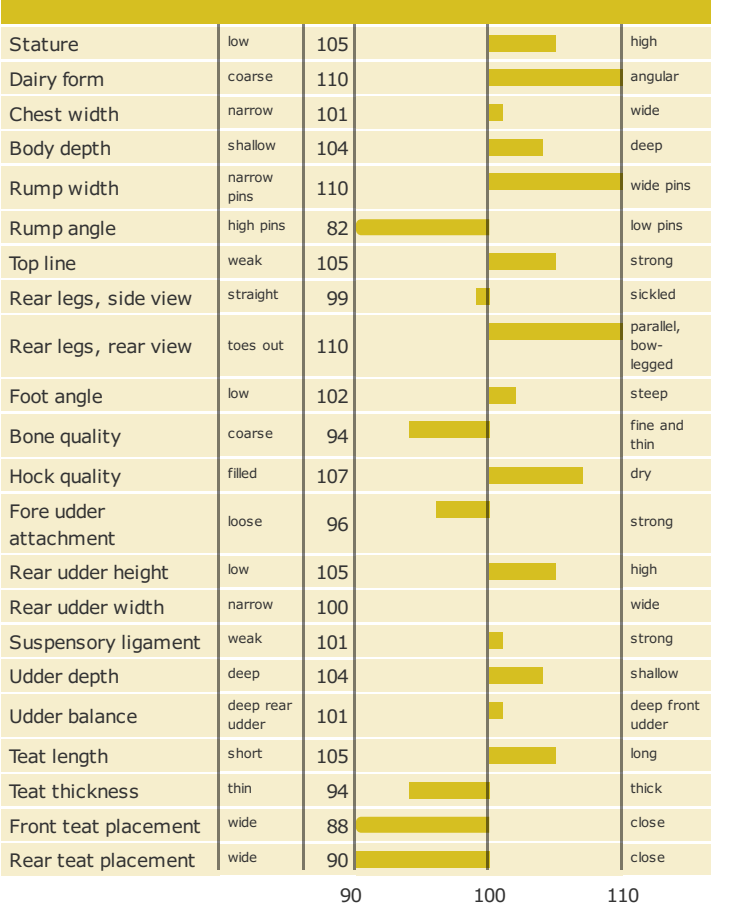 Stature low 105 high
Dairy form coarse 110 angular
Chest width narrow 101 wide
Body depth shallow 104 deep
Rump width narrow pins 110 wide pins
Rump angle high pins 82 low pins
Top line weak 105 strong
Rear legs, side view straight 99 sickled
Rear legs, rear view toes out 110 parallel, bow-legged
Foot angle low 102 steep
Bone quality coarse 94 fine and thin
Hock quality filled 107 dry
Fore udder attachment loose 96 strong
Rear udder height low 105 high
Rear udder width narrow 100 wide
Suspensory ligament weak 101 strong
Udder depth deep 104 shallow
Udder balance deep rear udder 101 deep front udder
Teat length short 105 long
Teat thickness thin 94 thick
Front teat placement wide 88 close
Rear teat placement wide 90 close
90 100 110